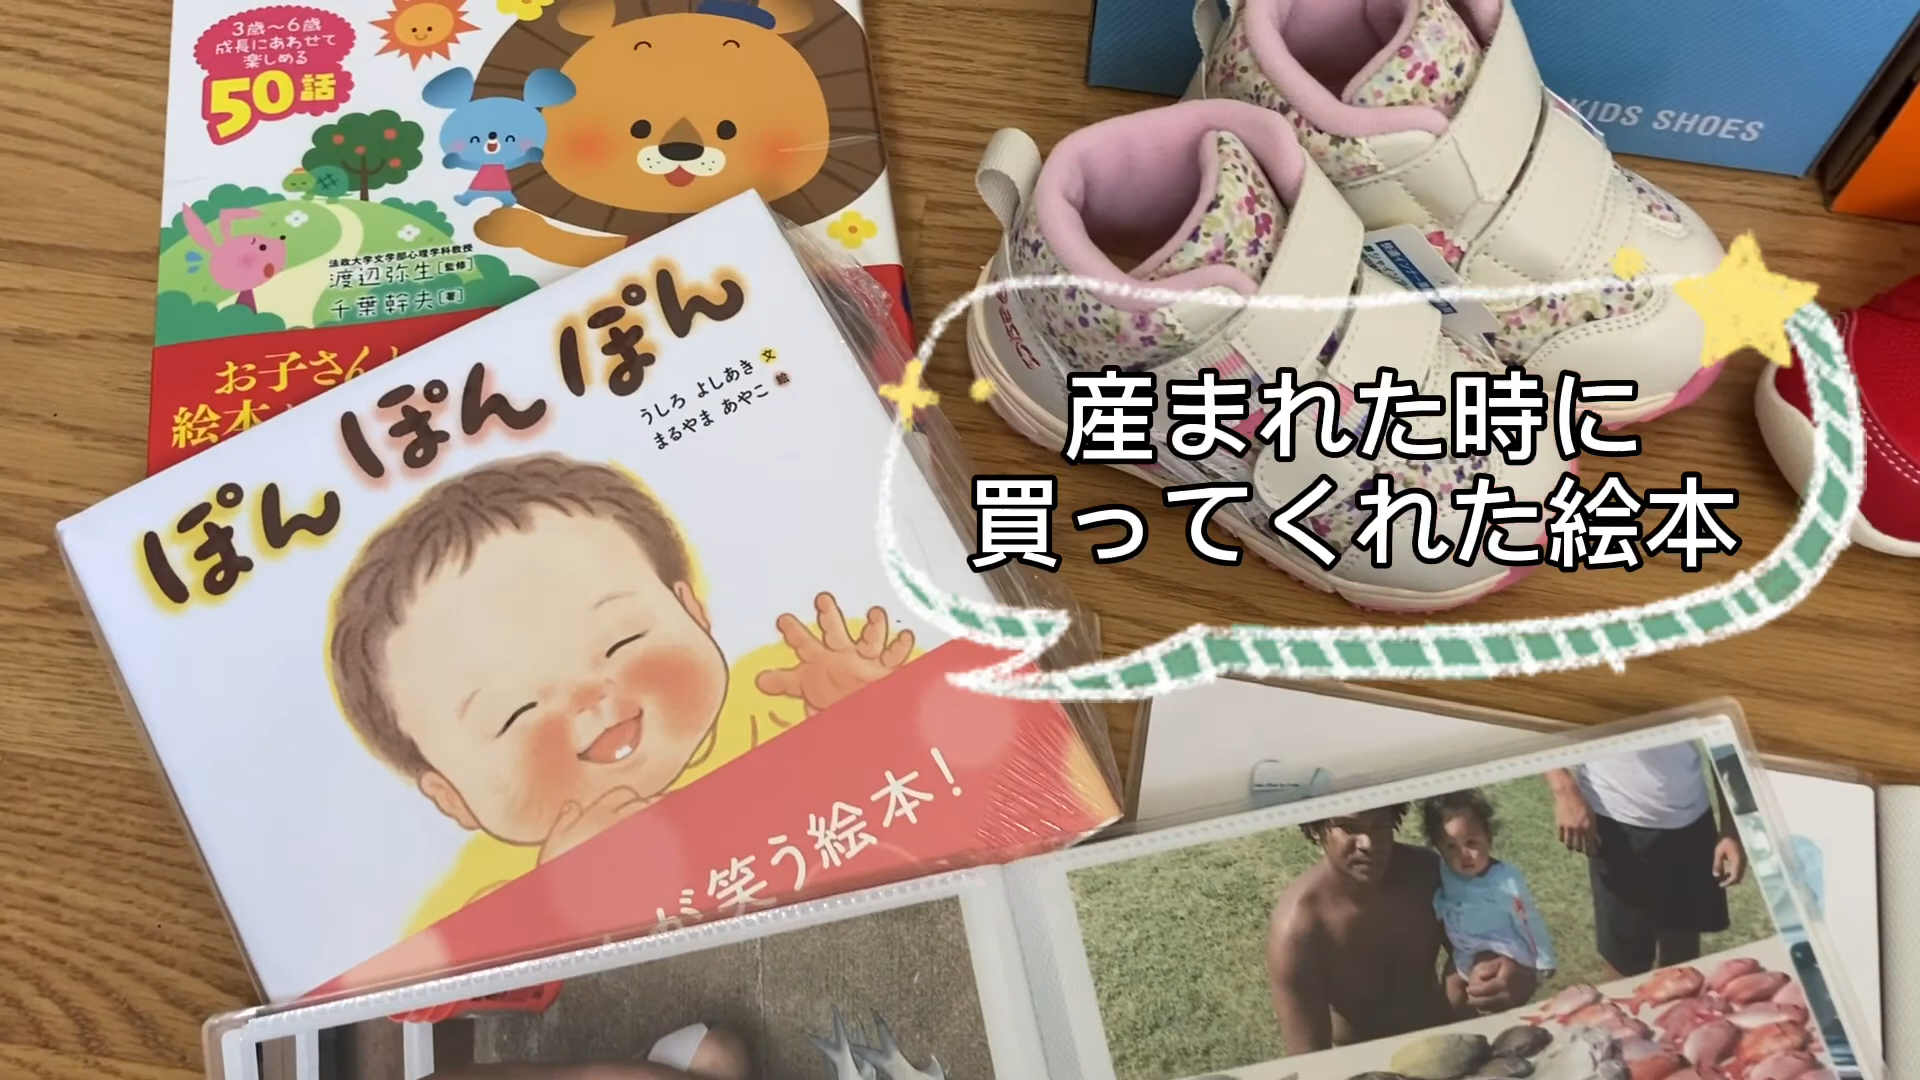 3歳～6歳
成長にあわせて
楽しめる
50話
法政大学文学部心理学科教授
渡辺弥生[監修]
千葉幹夫[著]
お子さん
絵本
ぽんぽんぽんぽん
うしろ よしあき 文
まるやま あやこ 絵
が笑う絵本!
KIDS SHOES
asics
産まれた時に
買ってくれた絵本